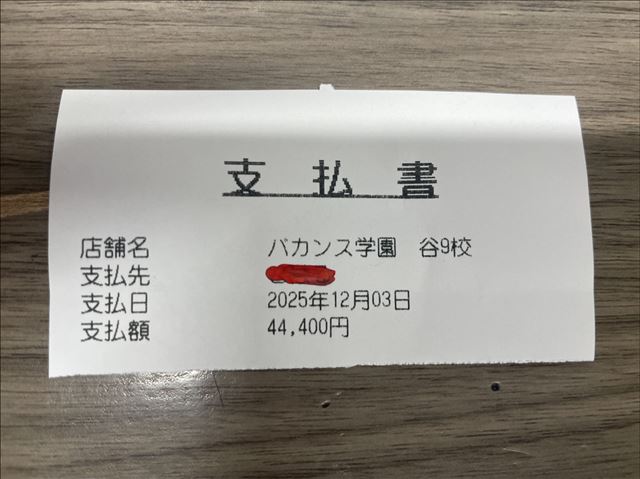 支払書
店舗名 バカンス学園 谷9校
支払先
支払日 2025年12月03日
支払額 44,400円